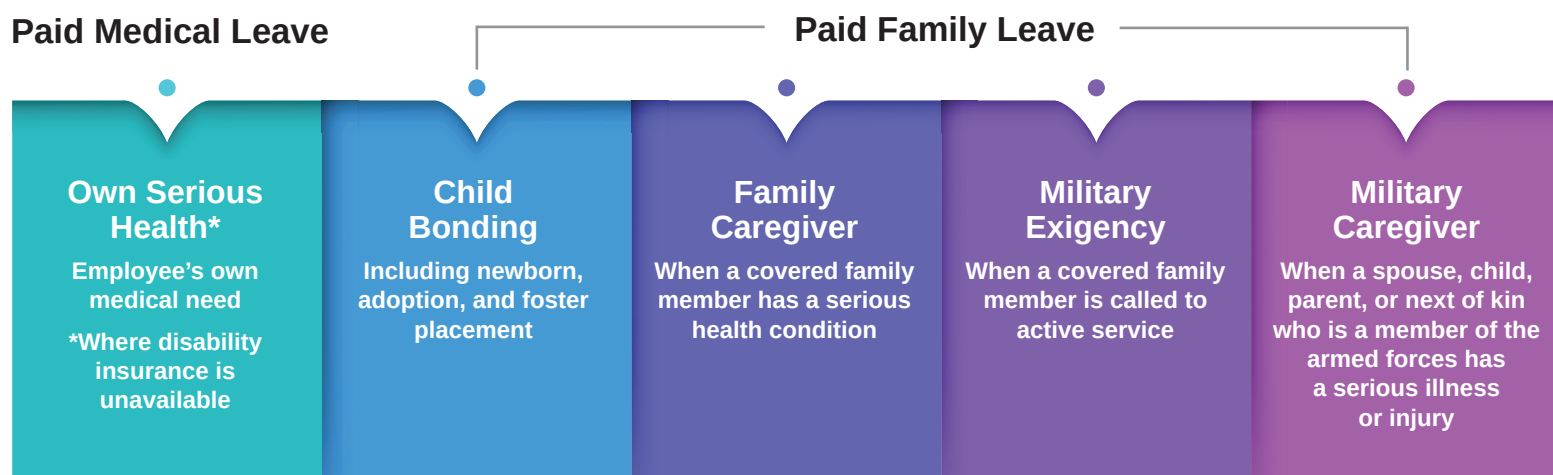 Paid Medical Leave
Paid Family Leave
Own Serious
Health*
Employee’s own
medical need
*Where disability
insurance is
unavailable
Child
Bonding
Including newborn,
adoption, and foster
placement
Family
Caregiver
When a covered family
member has a serious
health condition
Military
Exigency
When a covered family
member is called to
active service
Military
Caregiver
When a spouse, child,
parent, or next of kin
who is a member of the
armed forces has
a serious illness
or injury